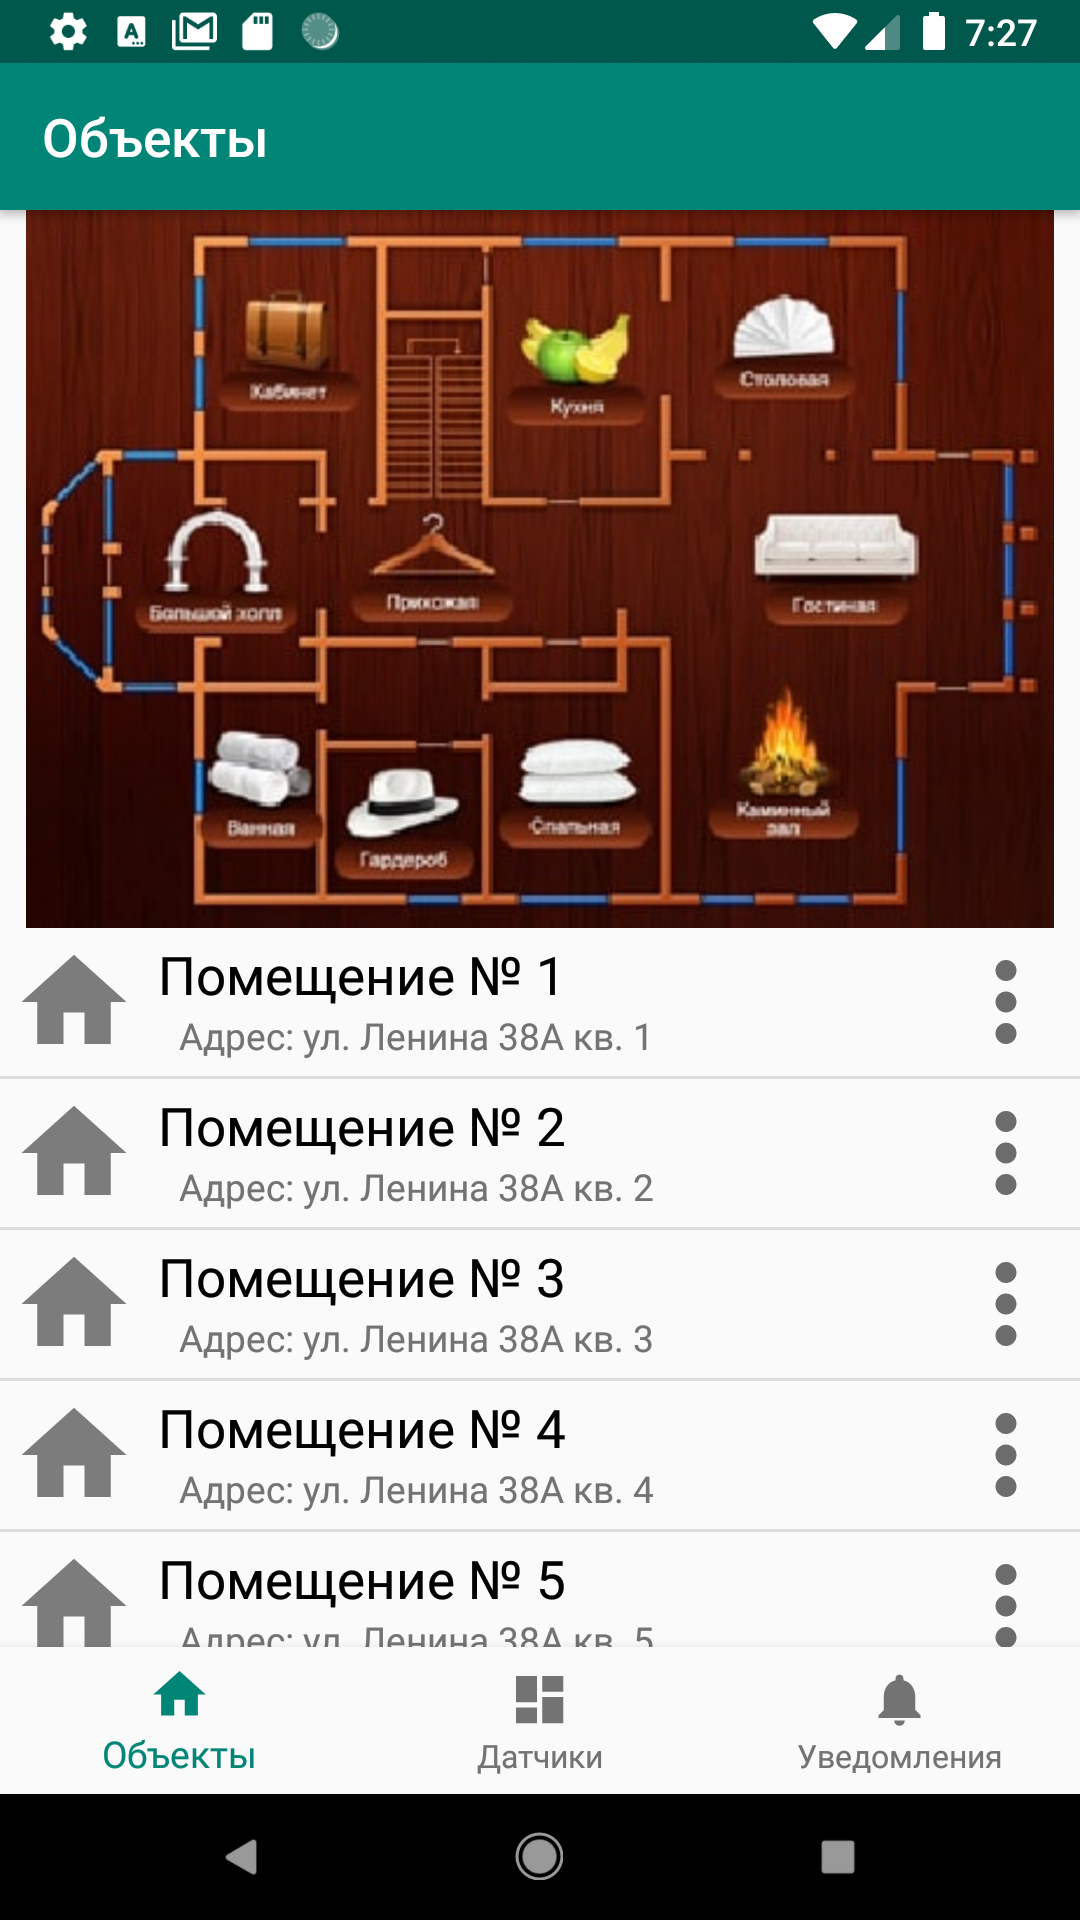 7:27
Объекты
Кабинет
Кухня
Столовая
Большой холл
Прихожая
Гостиная
Ванная
Гардероб
Спальная
Каминный
зал
Помещение № 1
Адрес: ул. Ленина 38А кв. 1
Помещение № 2
Адрес: ул. Ленина 38А кв. 2
Помещение № 3
Адрес: ул. Ленина 38А кв. 3
Помещение № 4
Адрес: ул. Ленина 38А кв. 4
Помещение № 5
Адрес: ул. Ленина 38А кв. 5
Объекты
Датчики
Уведомления